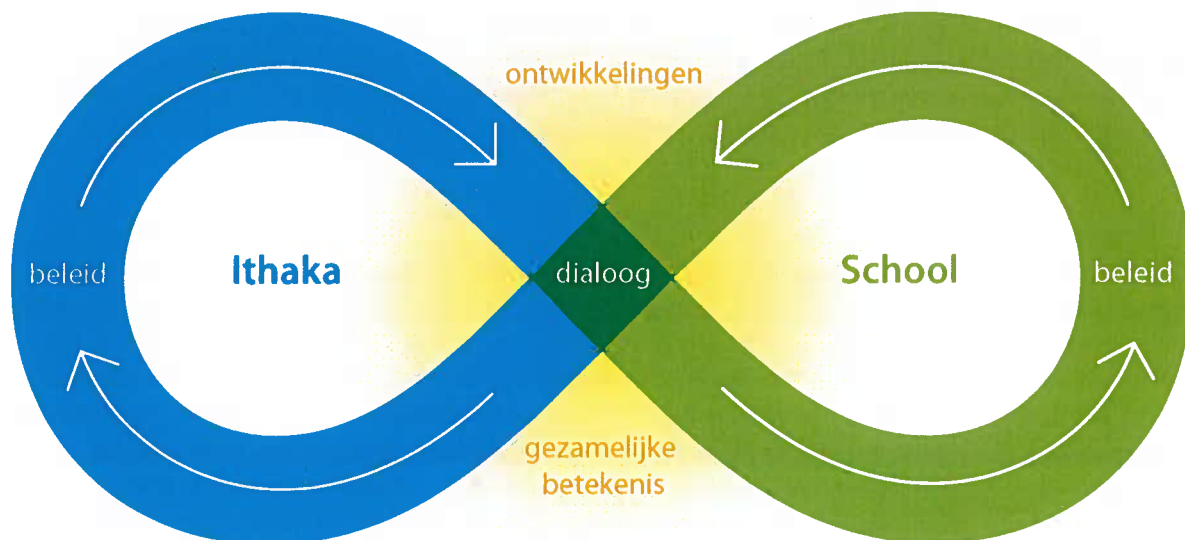 ontwikkelingen
beleid
Ithaka
dialoog
School
beleid
gezamelijke
betekenis